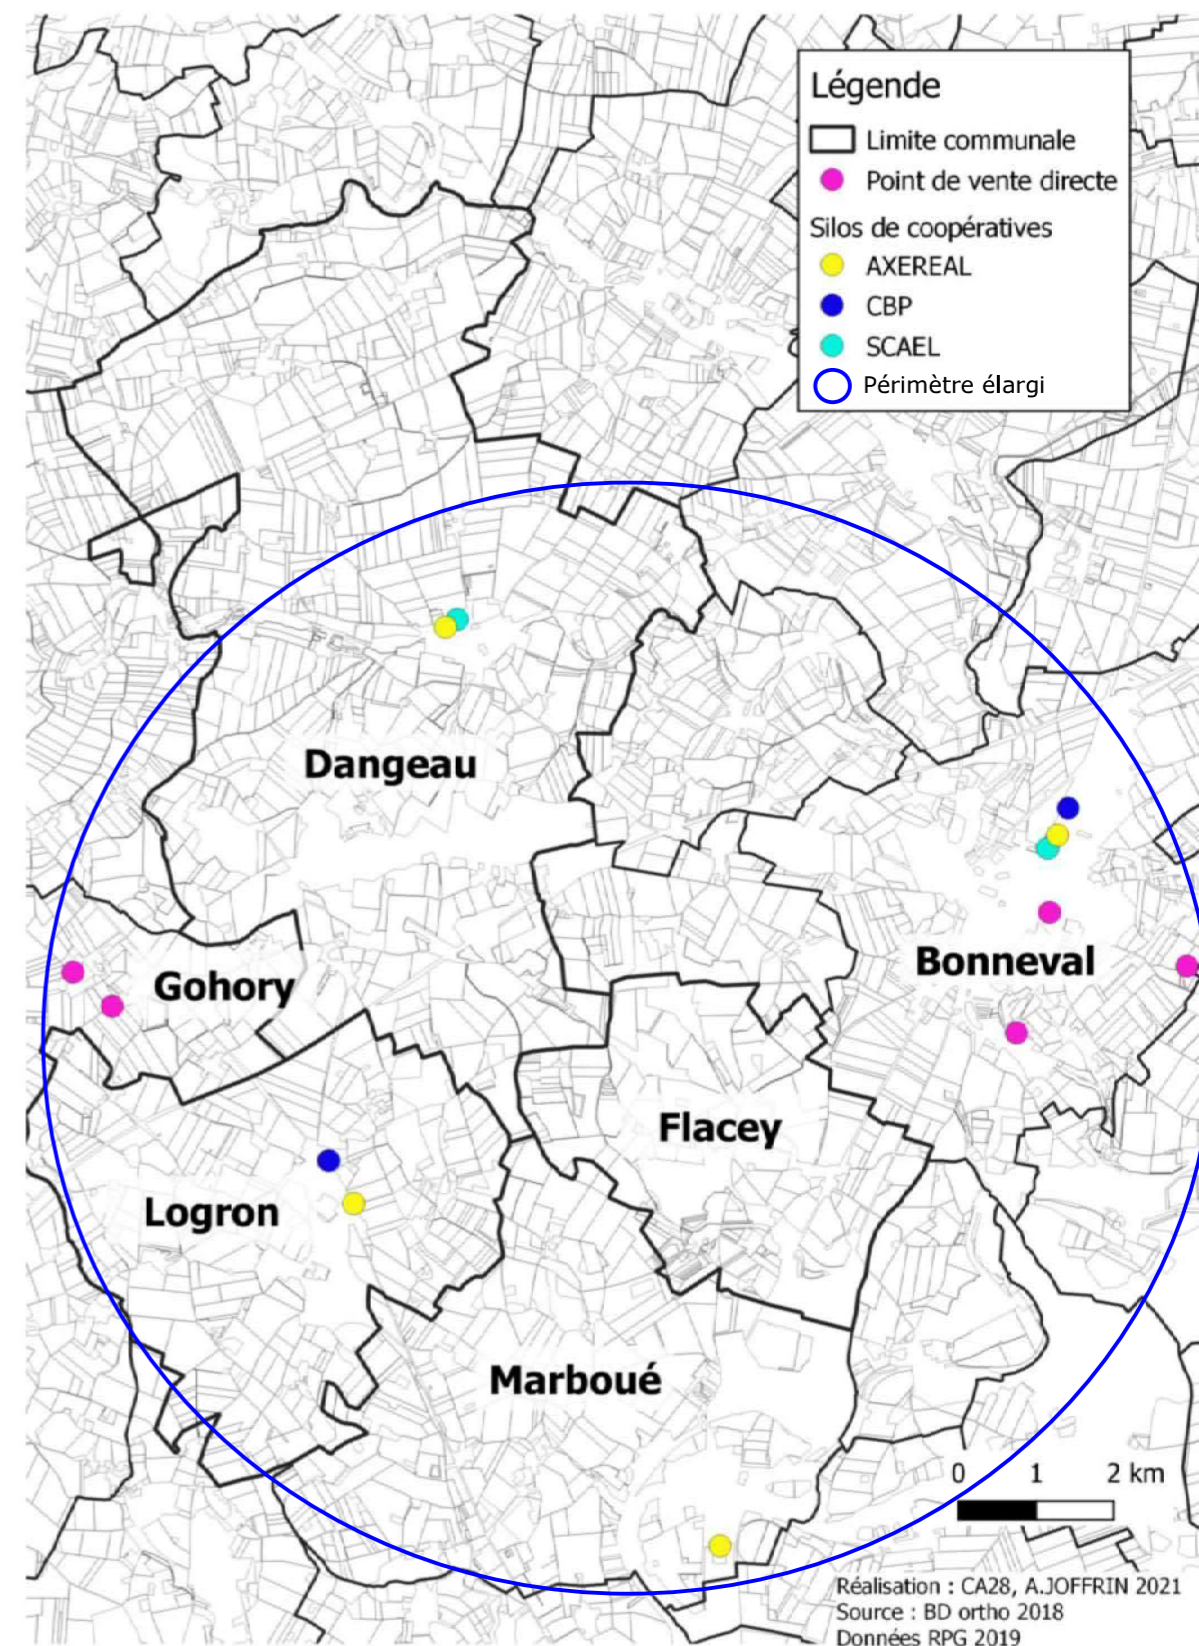 Légende
Limite communale
Point de vente directe
Silos de coopératives
AXEREAL
CBP
SCAEL
Périmètre élargi
Dangeau
Bonneval
Gohory
Flacey
Logron
Marboué
0 1 2 km
Réalisation : CA28, A.JOFFRIN 2021
Source : BD ortho 2018
Données RPG 2019